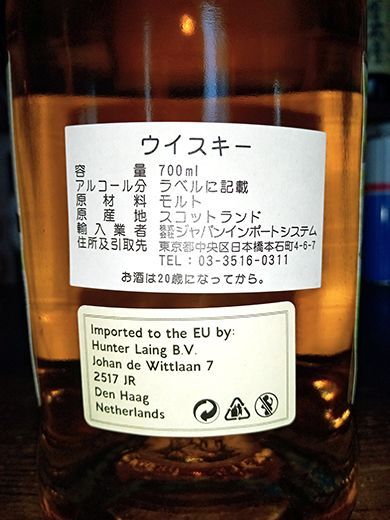 ウイスキー
容量 700ml
アルコール分 ラベルに記載
原材料 モルト
原産地 スコットランド
輸入業者 株式会社ジャパンインポートシステム
住所及引取先 東京都中央区日本橋本石町4-6-7
TEL：03-3516-0311
お酒は20歳になってから。
Imported to the EU by:
Hunter Laing B.V.
Johan de Wittlaan 7
2517 JR
Den Haag
Netherlands